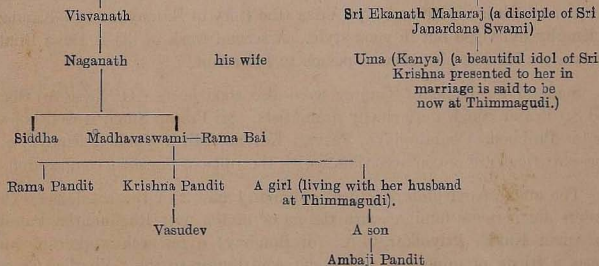 Visvanath
Sri Ekanath Maharaj (a disciple of Sri
Janardana Swami)
Naganath his wife
Uma (Kanya) (a beautiful idol of Sri
Krishna presented to her in
marriage is said to be
now at Thimmagudi.)
Siddha Madhavaswami—Rama Bai
Rama Pandit Krishna Pandit A girl (living with her husband
at Thimmagudi).
Vasudev A son
Ambaji Pandit